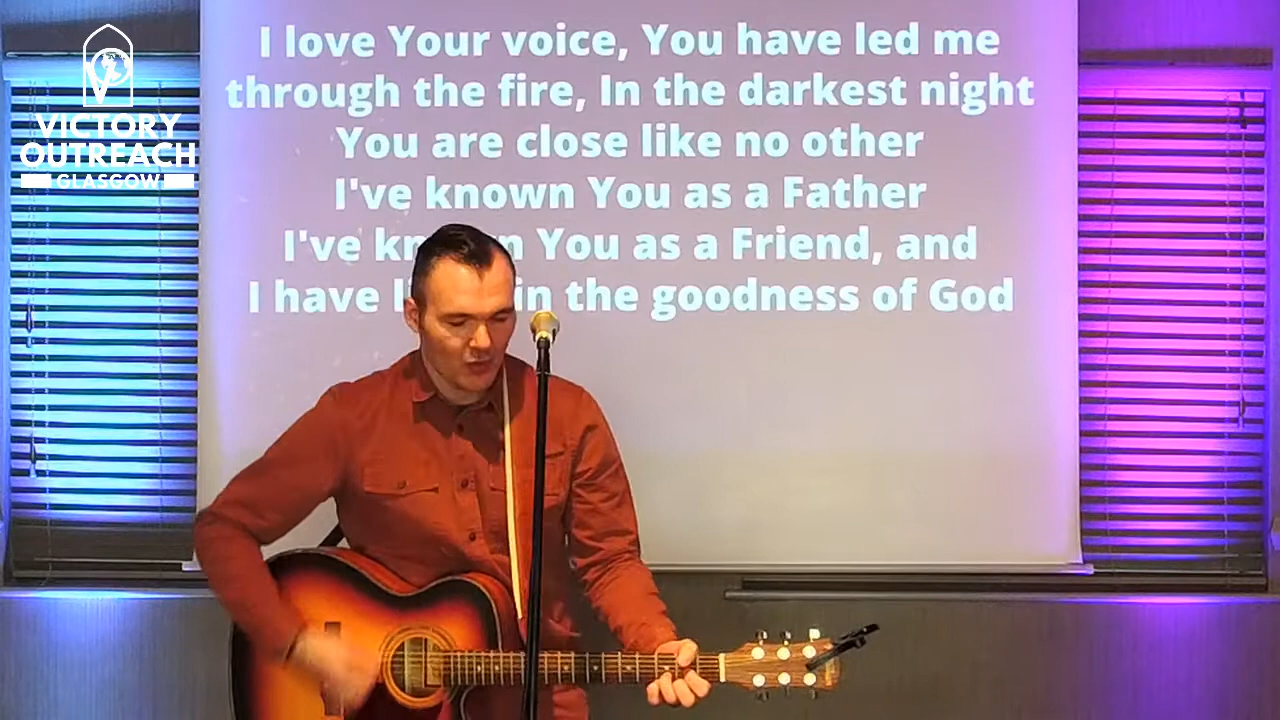 VICTORY
OUTREACH
GLASGOW
I love Your voice, You have led me
through the fire, In the darkest night
You are close like no other
I've known You as a Father
I've kn n You as a Friend, and
I have l in the goodness of God